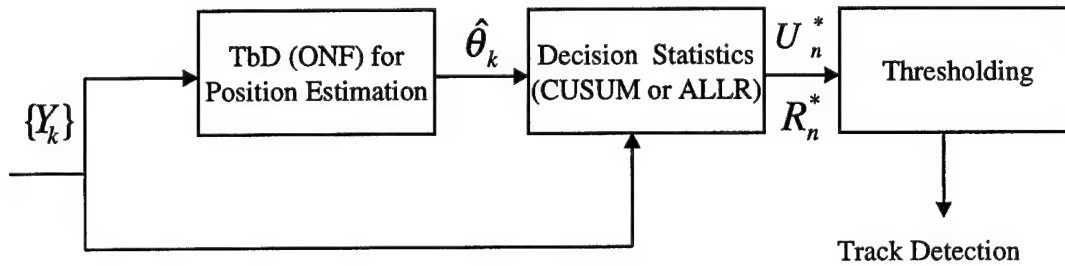 {Y_k}
TbD (ONF) for
Position Estimation
θ̂_k
Decision Statistics
(CUSUM or ALLR)
U_n^*
R_n^*
Thresholding
Track Detection